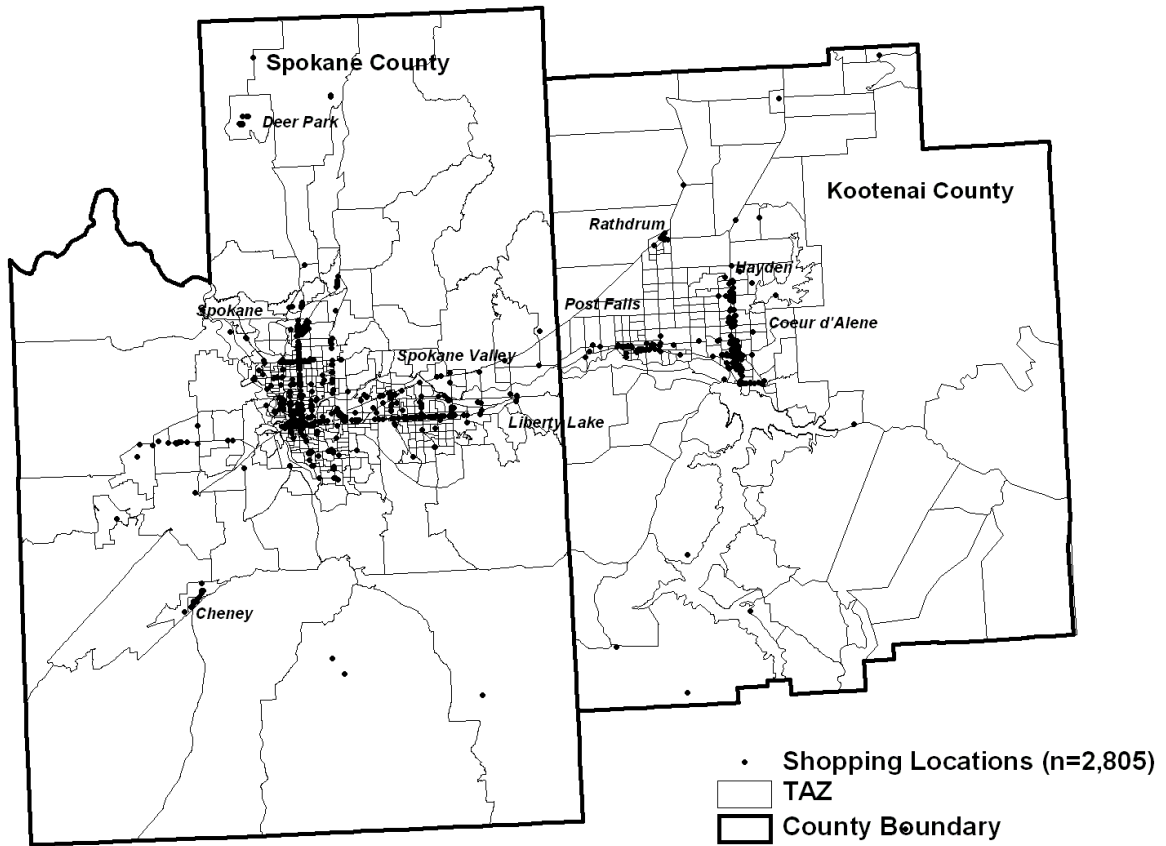 Spokane County
Deer Park
Kootenai County
Rathdrum
Hayden
Spokane
Post Falls
Coeur d'Alene
Spokane Valley
Liberty Lake
Cheney
Shopping Locations (n=2,805)
TAZ
County Boundary